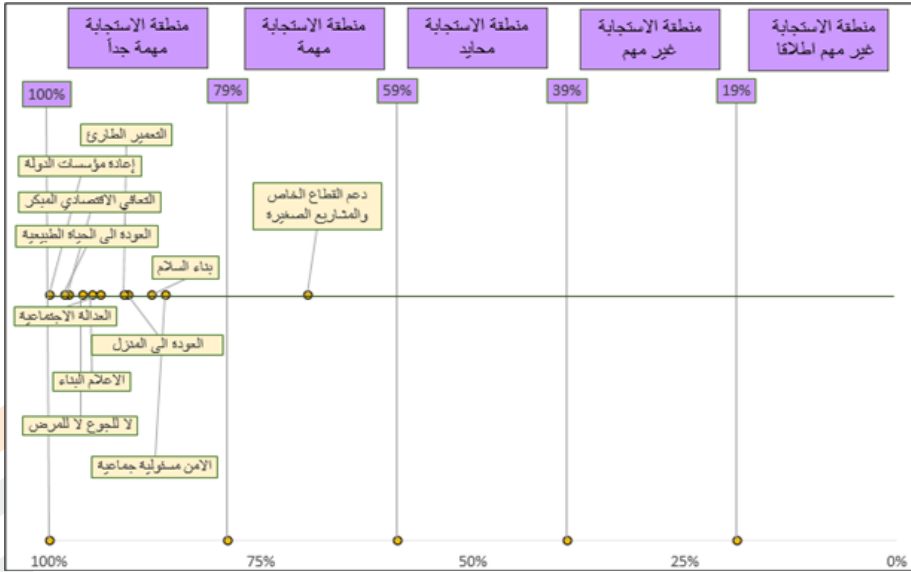 منطقة الاستجابة
مهمة جداً
منطقة الاستجابة
مهمة
منطقة الاستجابة
محايد
منطقة الاستجابة
غير مهم
منطقة الاستجابة
غير مهم اطلاقا
100%
79%
59%
39%
19%
التعمير الطارئ
إعادة مؤسسات الدولة
التعافي الاقتصادي المبكر
العودة الى الحياة الطبيعية
بناء السلام
دعم القطاع الخاص
والمشاريع الصغيرة
العدالة الاجتماعية
العودة الى المنزل
الاعلام البناء
لا للجوع لا للمرض
الامن مسئولية جماعية
100%
75%
50%
25%
0%